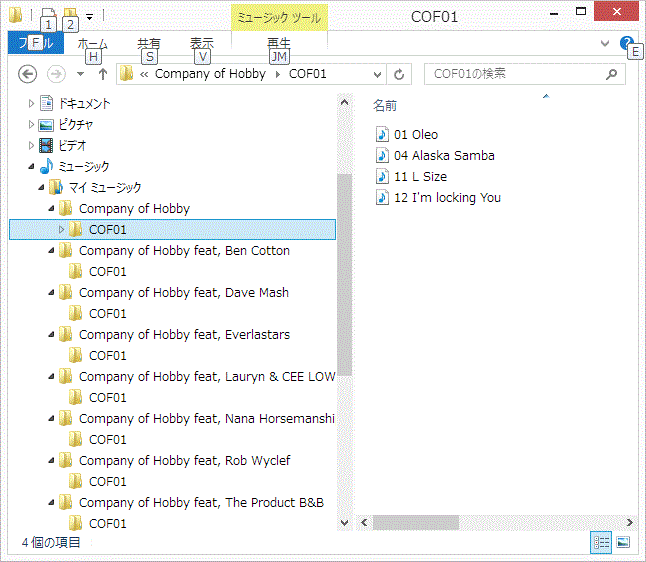 ミュージック ツール
COF01
1
2
ファイル
ホーム
共有
表示
再生
F
H
S
V
JM
E
« Company of Hobby
COF01
COF01の検索
ドキュメント
ピクチャ
ビデオ
ミュージック
マイ ミュージック
Company of Hobby
COF01
Company of Hobby feat, Ben Cotton
COF01
Company of Hobby feat, Dave Mash
COF01
Company of Hobby feat, Everlastars
COF01
Company of Hobby feat, Lauryn & CEE LOW
COF01
Company of Hobby feat, Nana Horsemanshi
COF01
Company of Hobby feat, Rob Wyclef
COF01
Company of Hobby feat, The Product B&B
COF01
名前
01 Oleo
04 Alaska Samba
11 L Size
12 I'm locking You
4 個の項目